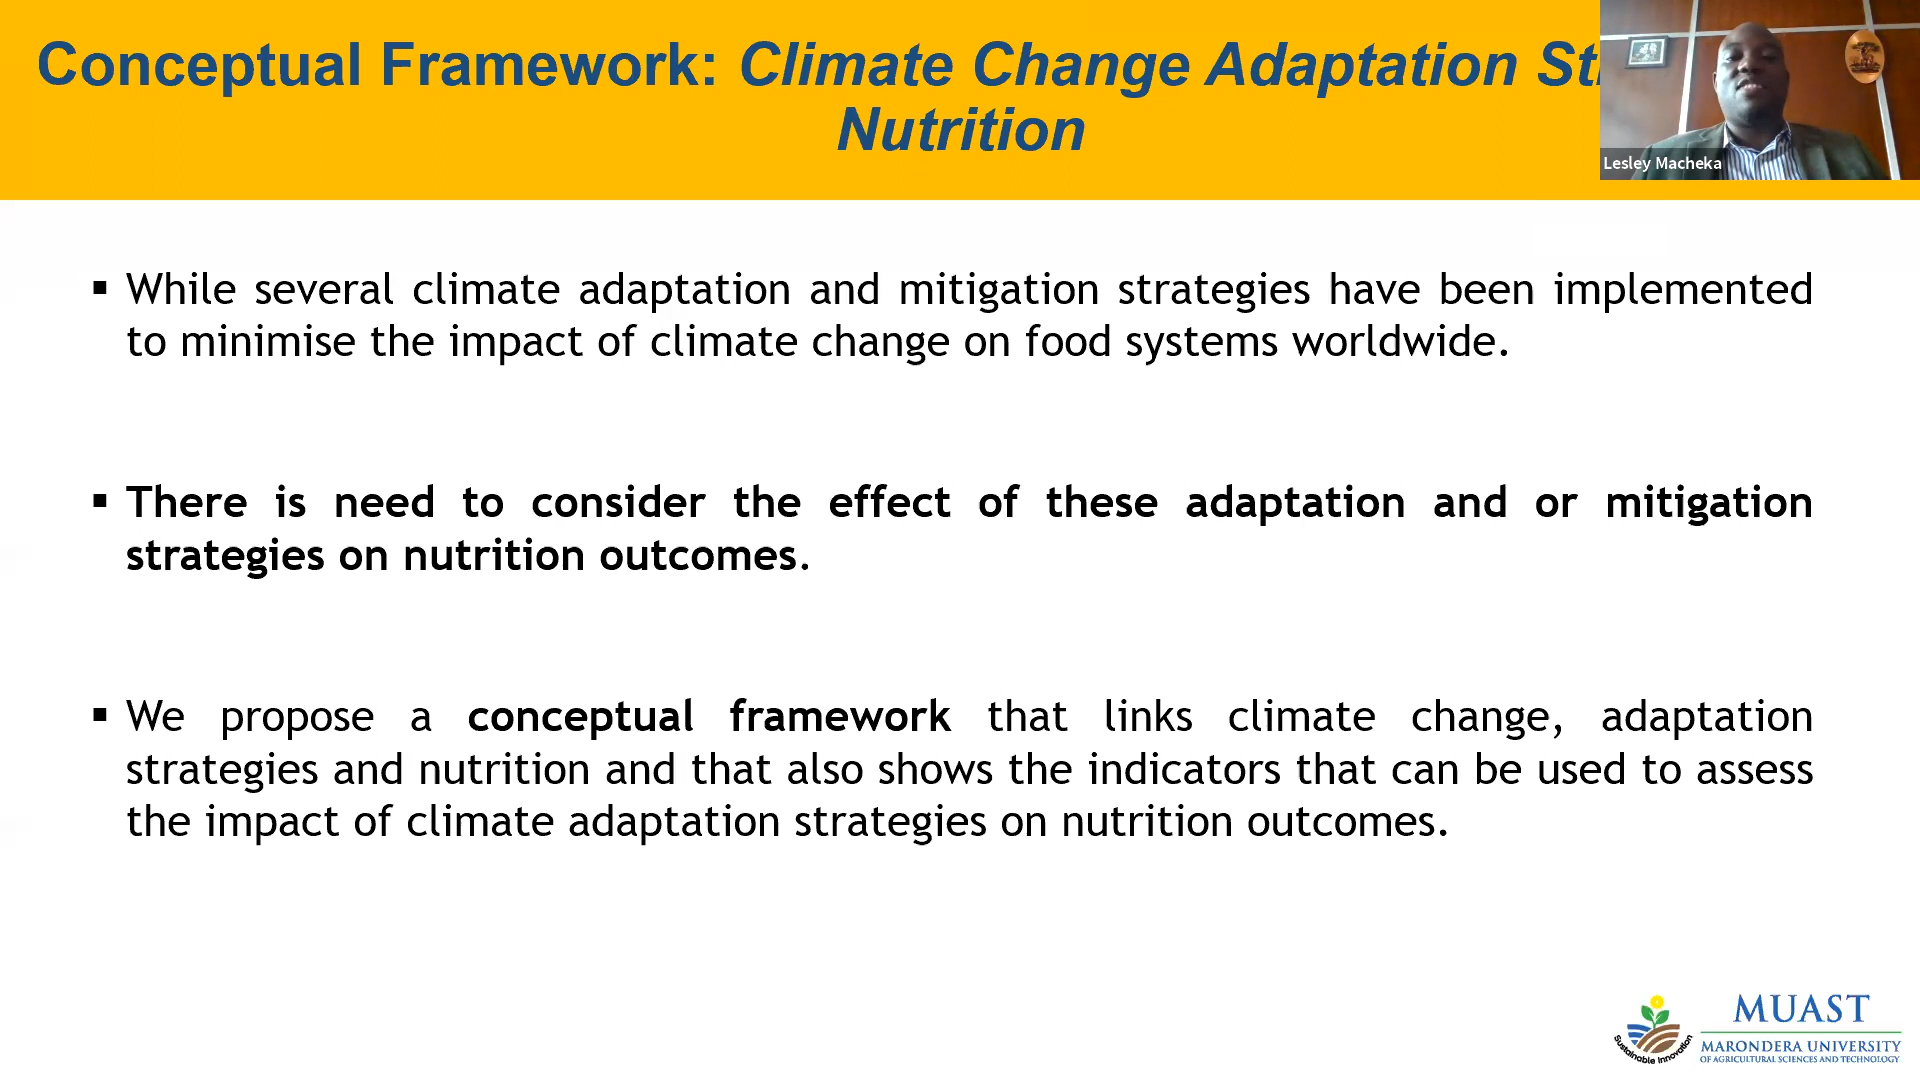 Conceptual Framework: Climate Change Adaptation
Nutrition
Lesley Macheka
▪ While several climate adaptation and mitigation strategies have been implemented
to minimise the impact of climate change on food systems worldwide.
▪ There is need to consider the effect of these adaptation and or mitigation
strategies on nutrition outcomes.
▪ We propose a conceptual framework that links climate change, adaptation
strategies and nutrition and that also shows the indicators that can be used to assess
the impact of climate adaptation strategies on nutrition outcomes.
Sustainable Innovation
MUAST
MARONDERA UNIVERSITY
OF AGRICULTURAL SCIENCES AND TECHNOLOGY